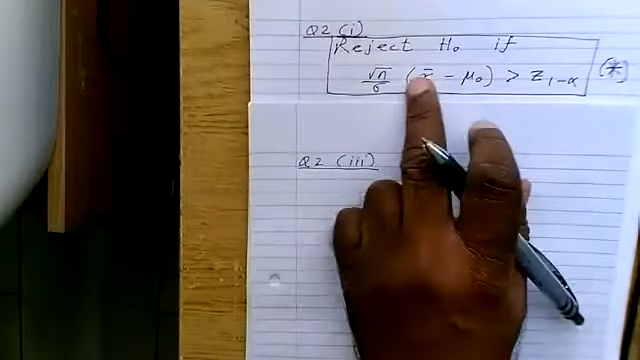 Q2 (i)
Reject H₀ if
√n/σ (x̄ - μ₀) > z₁₋α (*)
Q2 (iii)